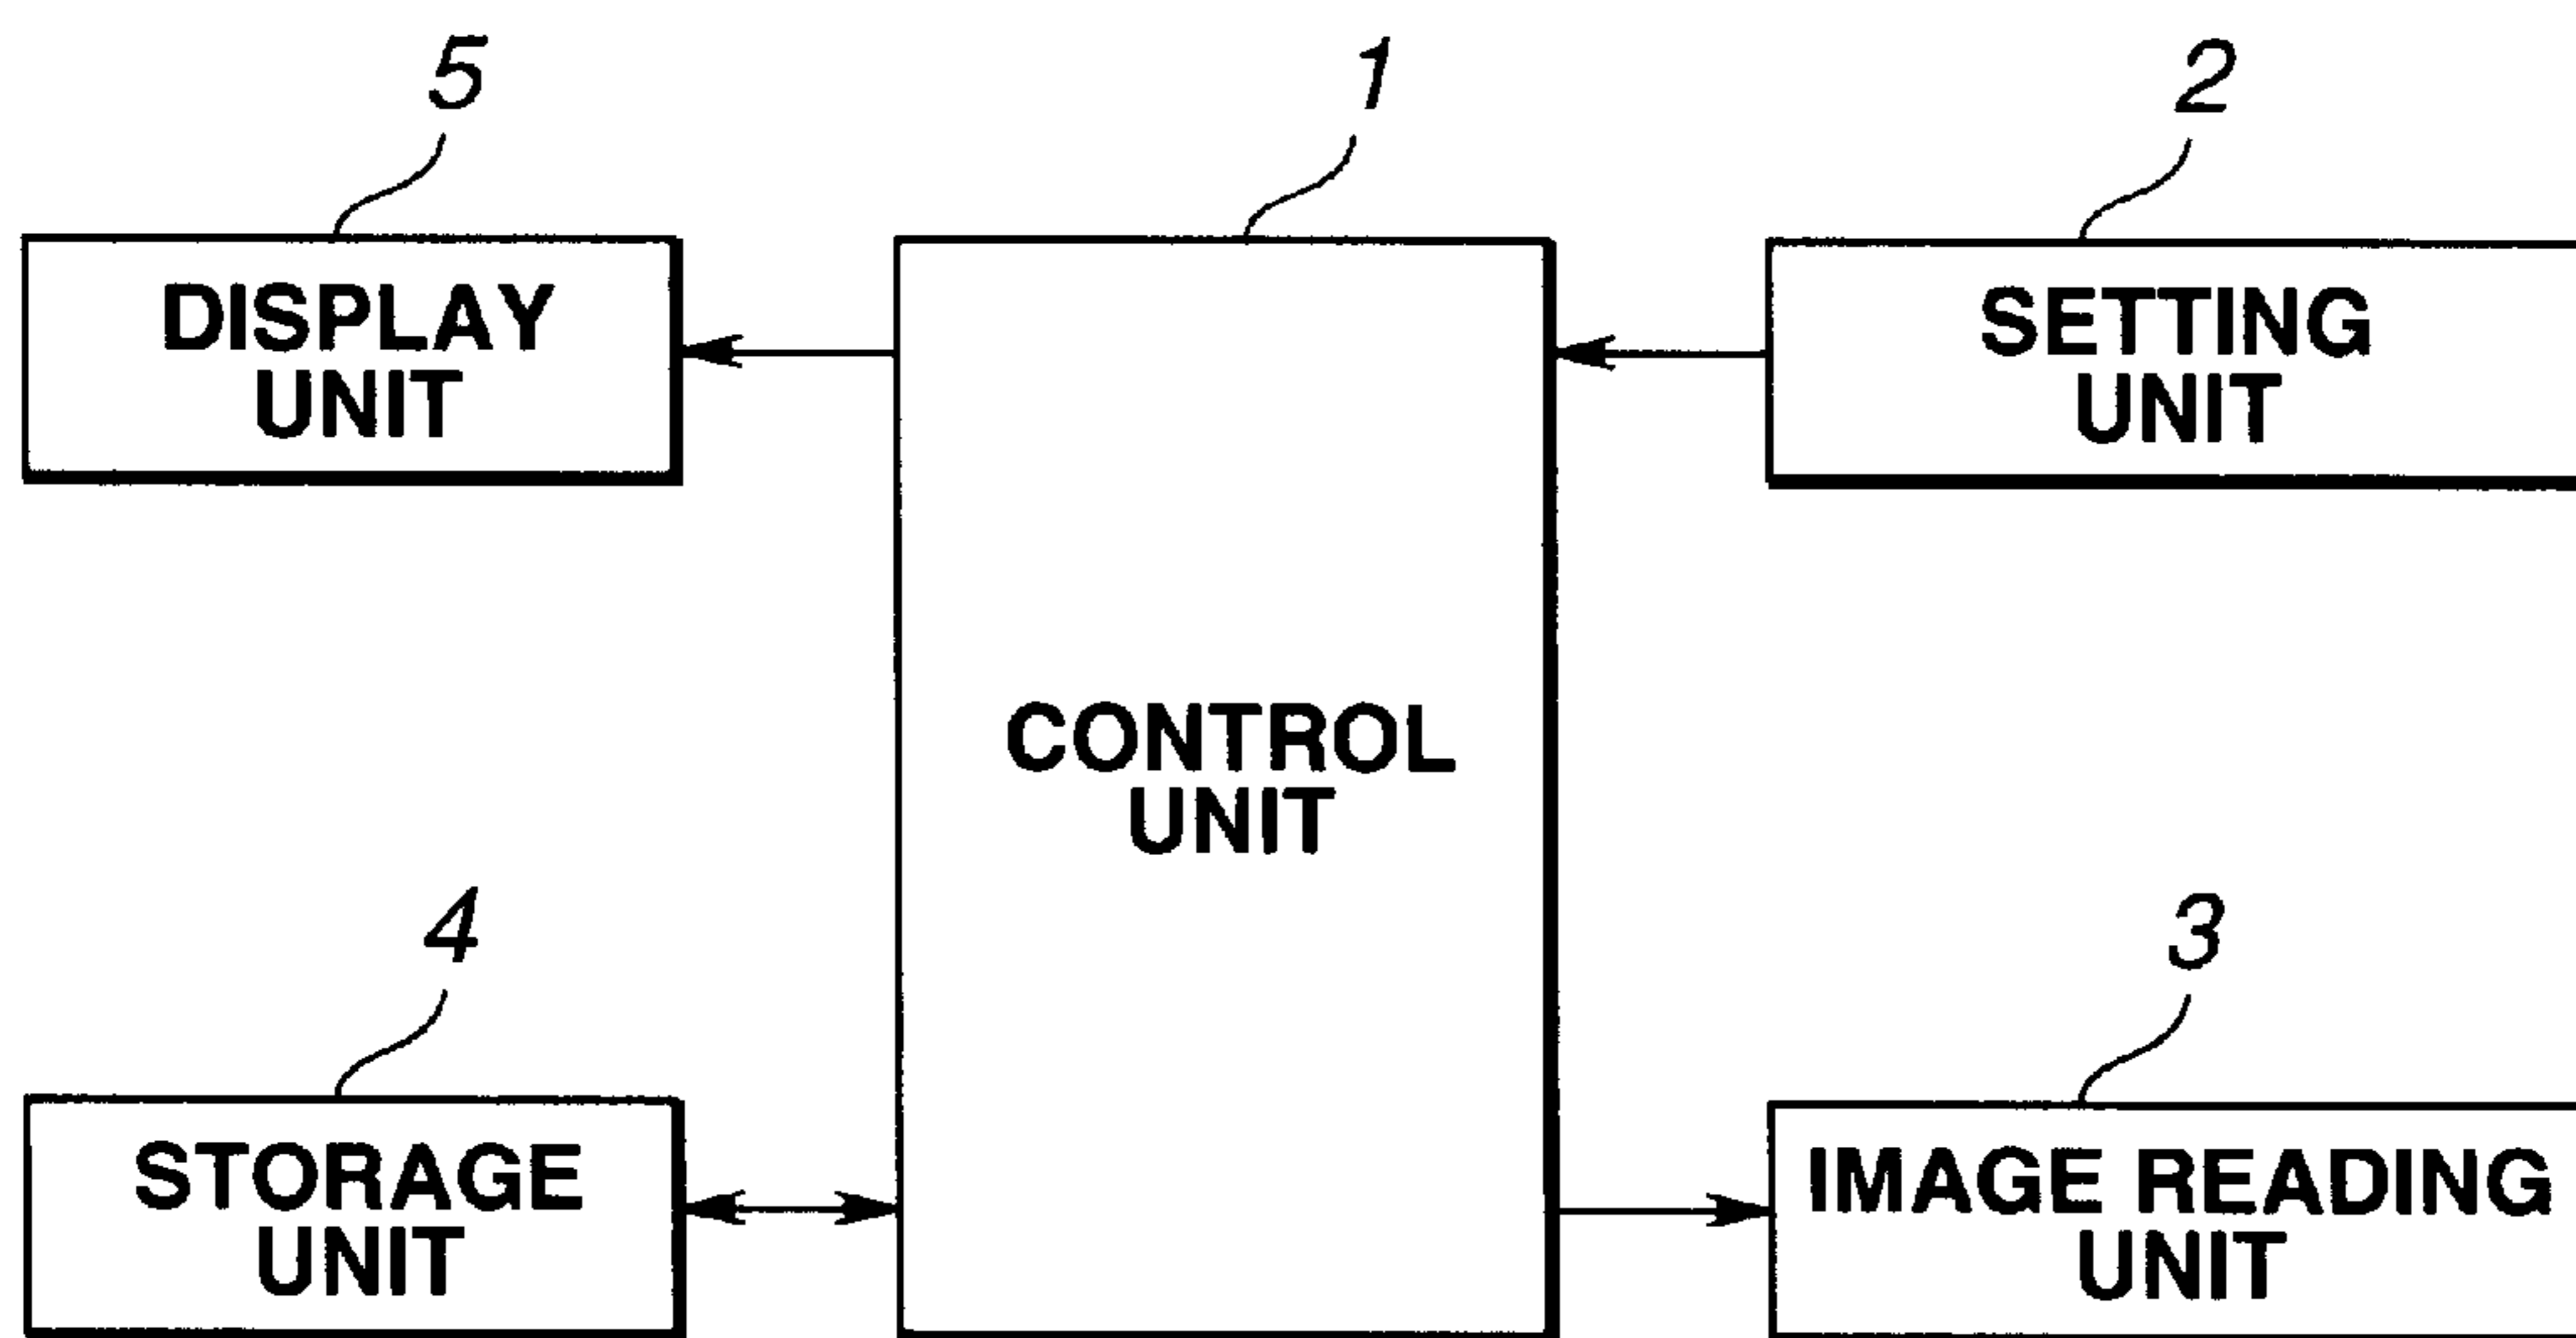 5
1
2
DISPLAY
UNIT
SETTING
UNIT
CONTROL
UNIT
4
3
STORAGE
UNIT
IMAGE READING
UNIT